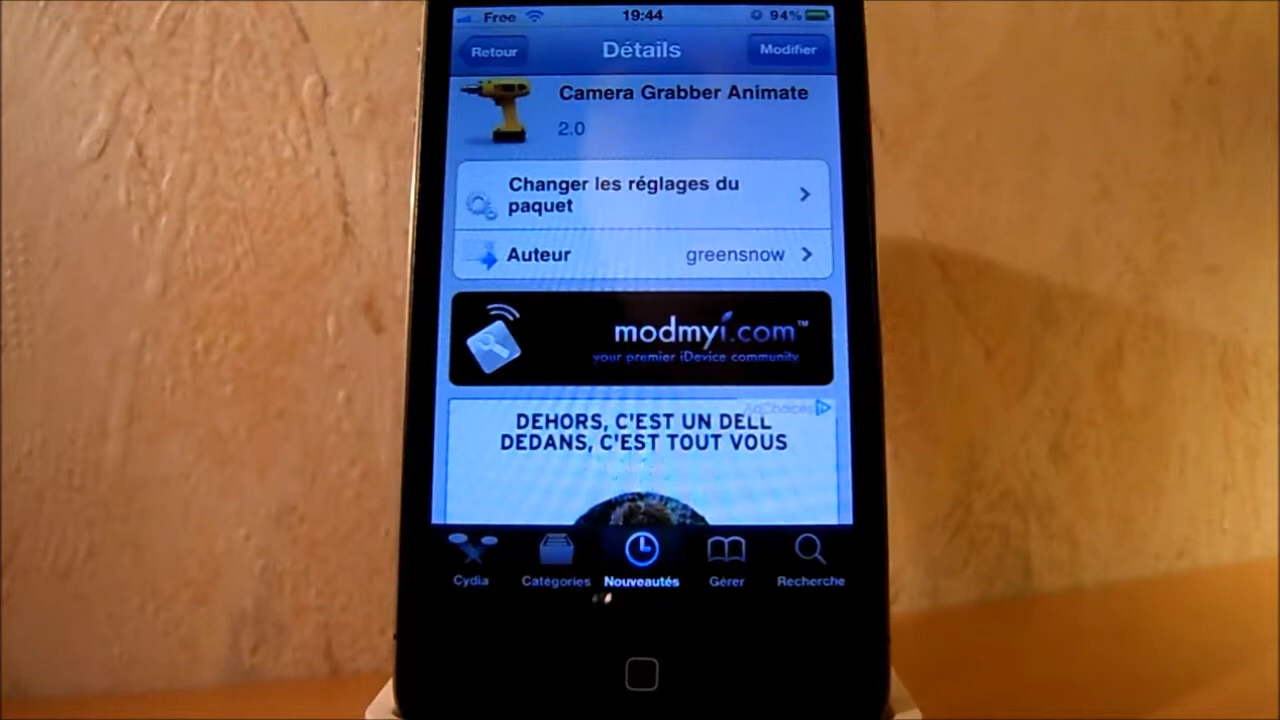 Free 19:44 94%
Retour Détails Modifier
Camera Grabber Animate
2.0
Changer les réglages du
paquet
Auteur greensnow
modmyi.com™
your premier iDevice community
AdChoices
DEHORS, C'EST UN DELL
DEDANS, C'EST TOUT VOUS
Cydia Catégories Nouveautés Gérer Recherche